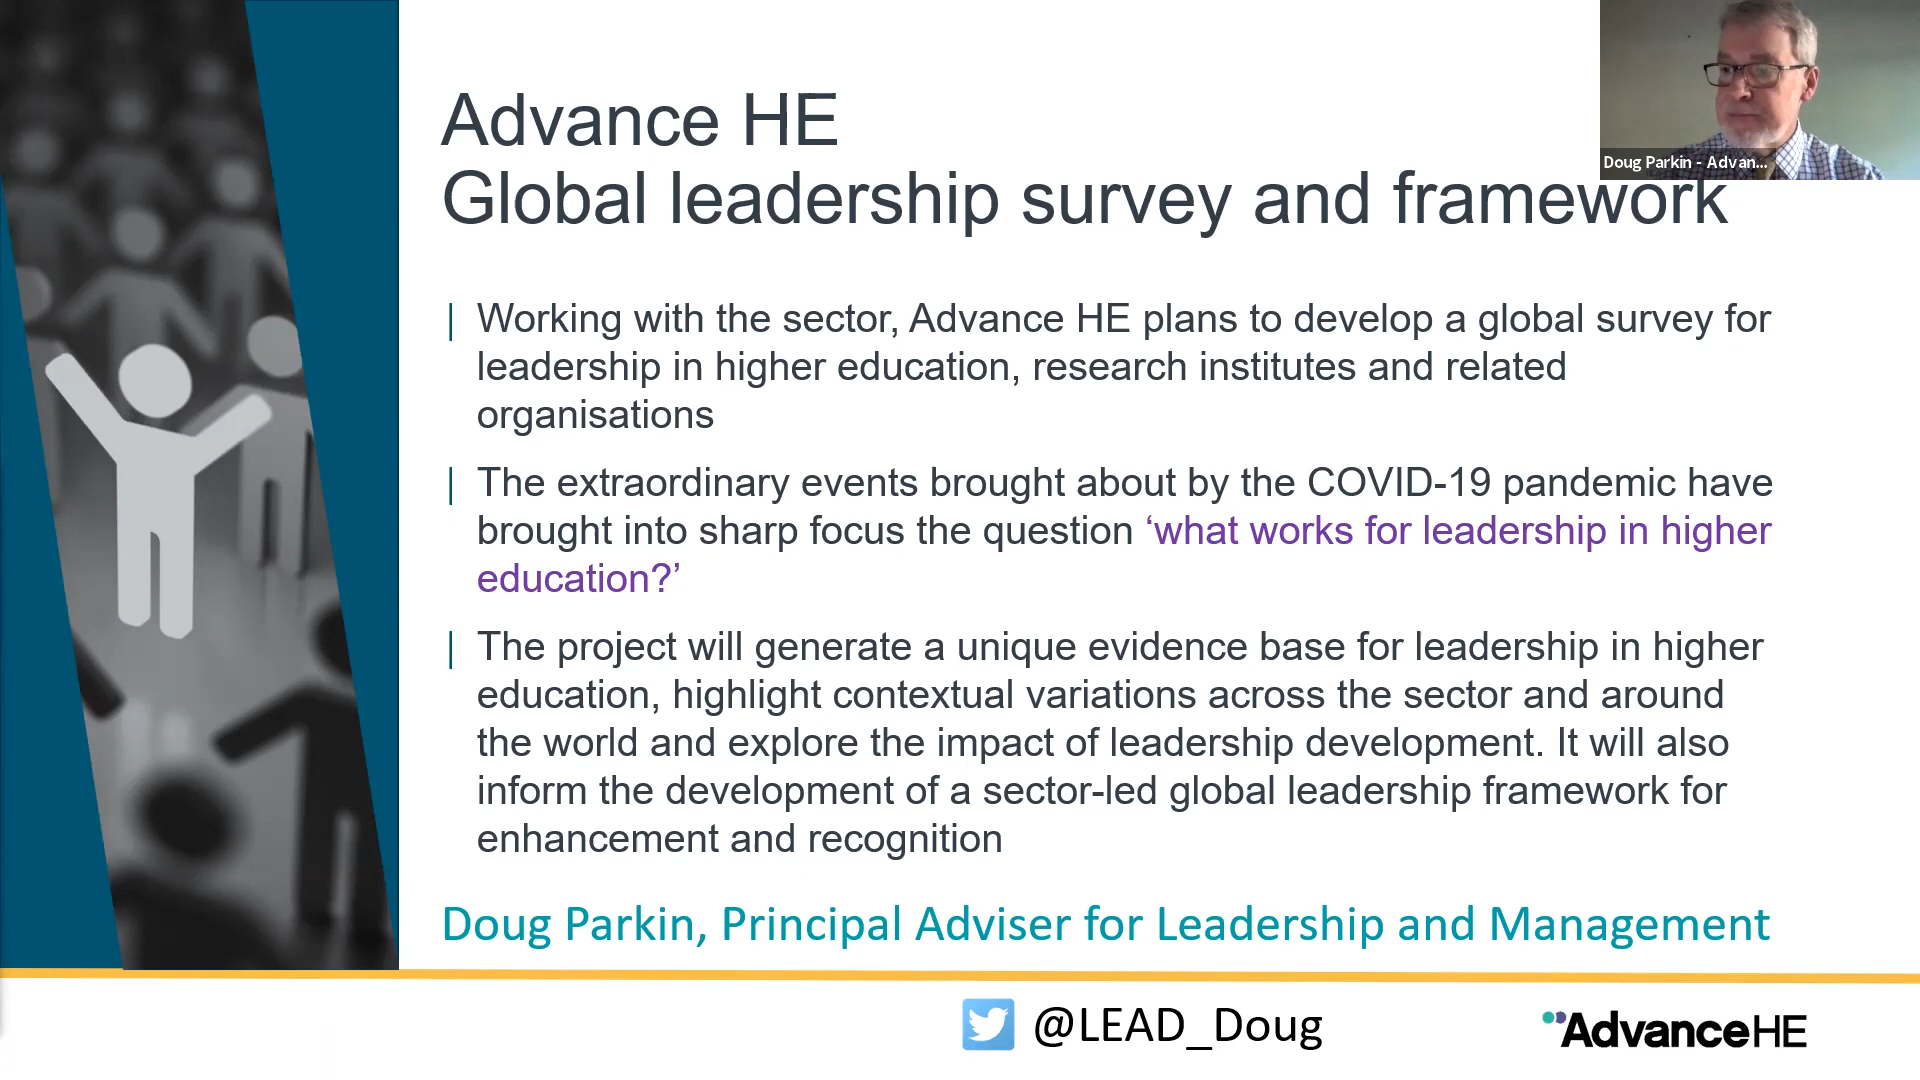 Advance HE
Global leadership survey and framework
Doug Parkin - Advan...
| Working with the sector, Advance HE plans to develop a global survey for
leadership in higher education, research institutes and related
organisations
| The extraordinary events brought about by the COVID-19 pandemic have
brought into sharp focus the question ‘what works for leadership in higher
education?’
| The project will generate a unique evidence base for leadership in higher
education, highlight contextual variations across the sector and around
the world and explore the impact of leadership development. It will also
inform the development of a sector-led global leadership framework for
enhancement and recognition
Doug Parkin, Principal Adviser for Leadership and Management
@LEAD_Doug
AdvanceHE